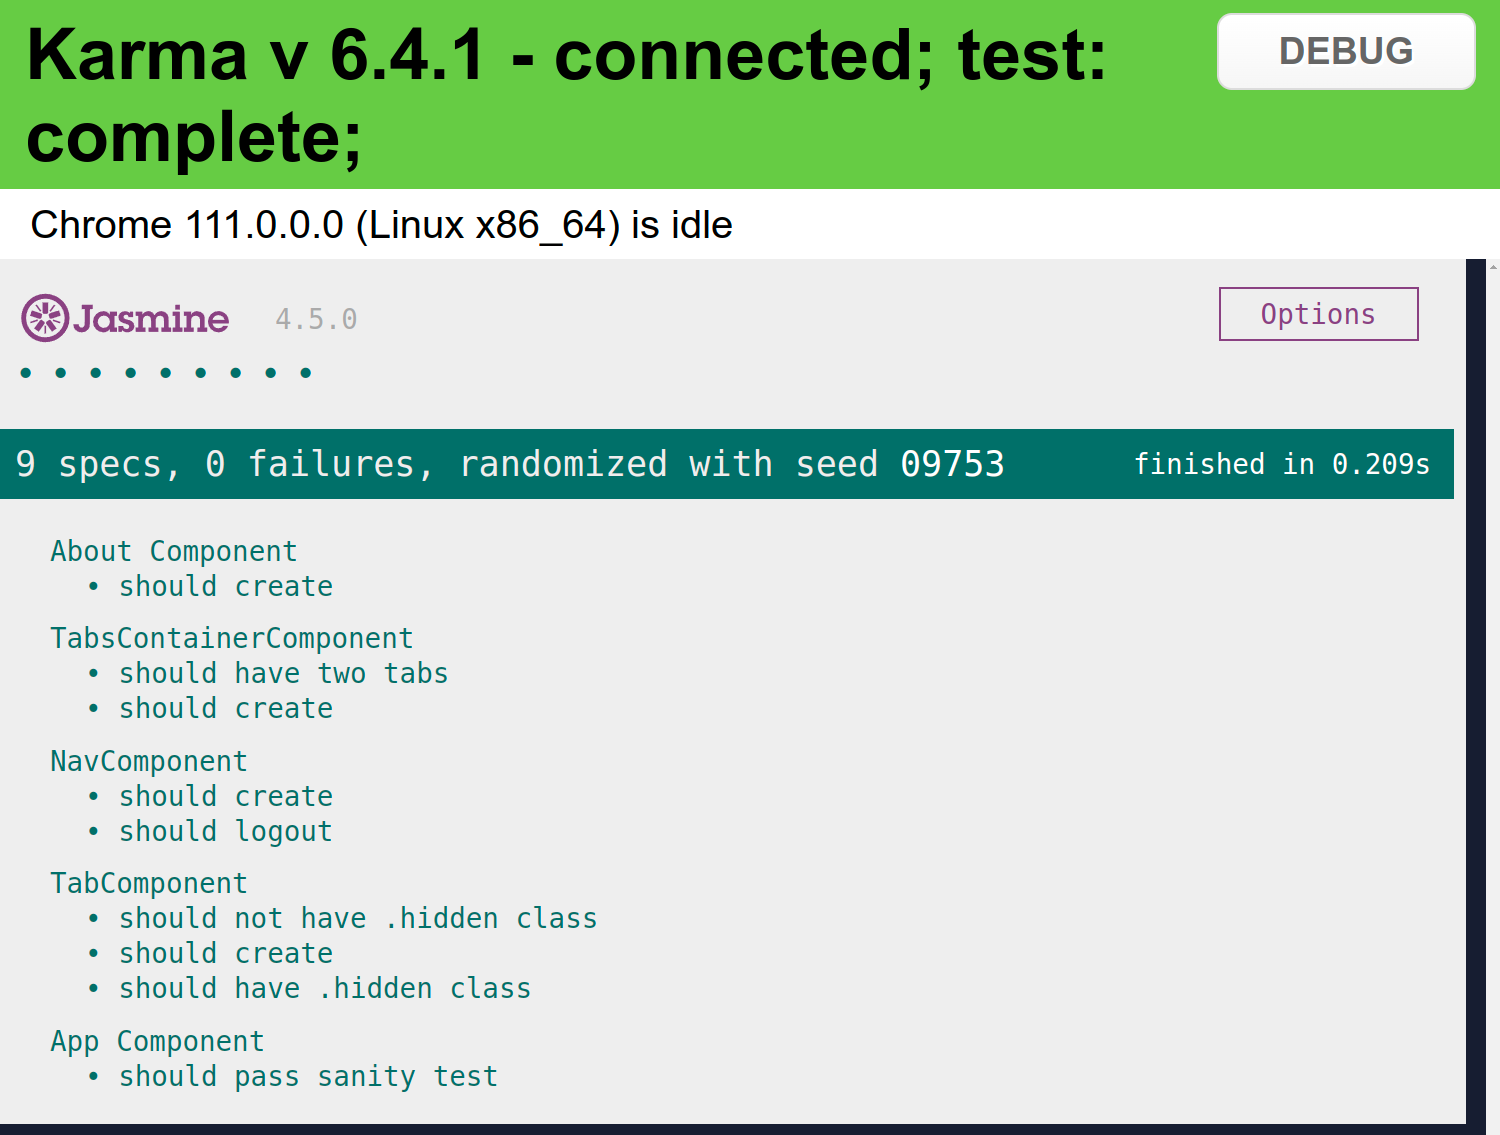 Karma v 6.4.1 - connected; test:
complete;
DEBUG
Chrome 111.0.0.0 (Linux x86_64) is idle
Jasmine 4.5.0
Options
• • • • • • • • •
9 specs, 0 failures, randomized with seed 09753
finished in 0.209s
About Component
• should create
TabsContainerComponent
• should have two tabs
• should create
NavComponent
• should create
• should logout
TabComponent
• should not have .hidden class
• should create
• should have .hidden class
App Component
• should pass sanity test